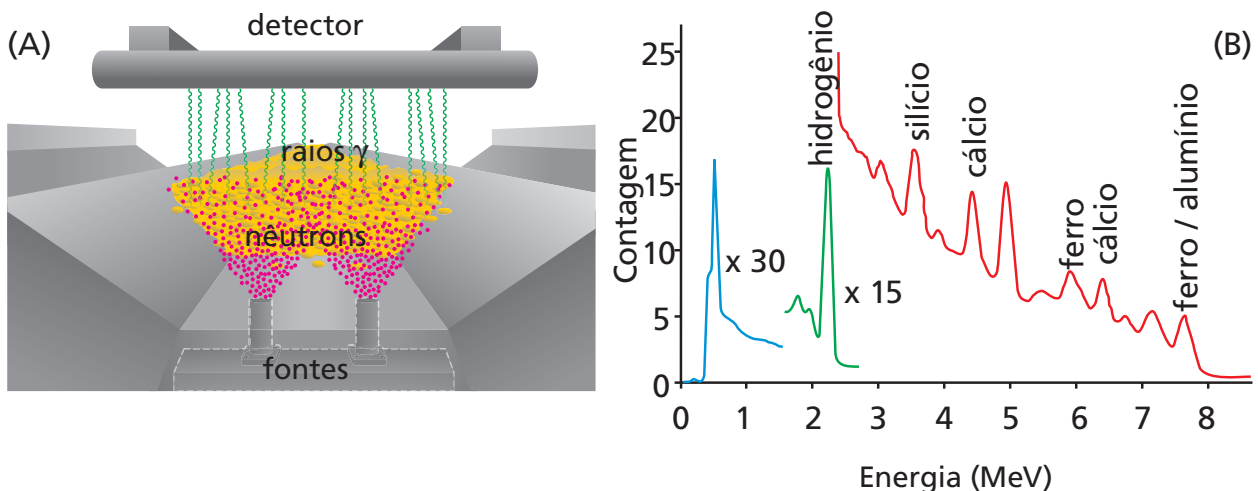 (A)
detector
raios γ
nêutrons
fontes
(B)
Contagem
25
20
15
10
5
0
x 30
hidrogênio
x 15
silício
cálcio
ferro
cálcio
ferro / alumínio
0 1 2 3 4 5 6 7 8
Energia (MeV)